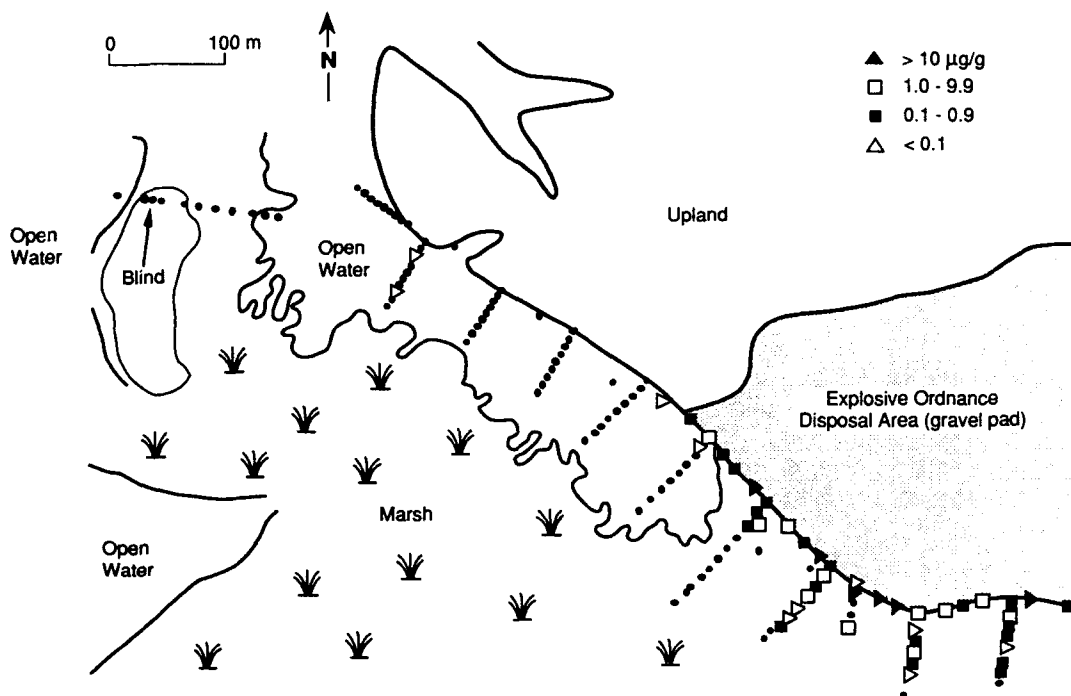 0 100 m
N
> 10 µg/g
1.0 - 9.9
0.1 - 0.9
< 0.1
Upland
Open
Water
Blind
Open
Water
Explosive Ordnance
Disposal Area (gravel pad)
Marsh
Open
Water